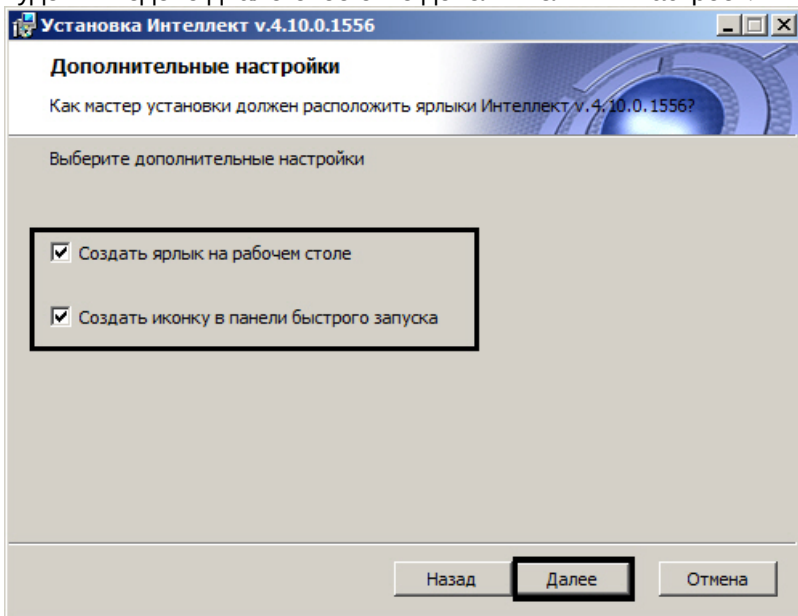 Установка Интеллект v.4.10.0.1556
Дополнительные настройки
Как мастер установки должен расположить ярлыки Интеллект v.4.10.0.1556?
Выберите дополнительные настройки
Создать ярлык на рабочем столе
Создать иконку в панели быстрого запуска
Назад Далее Отмена